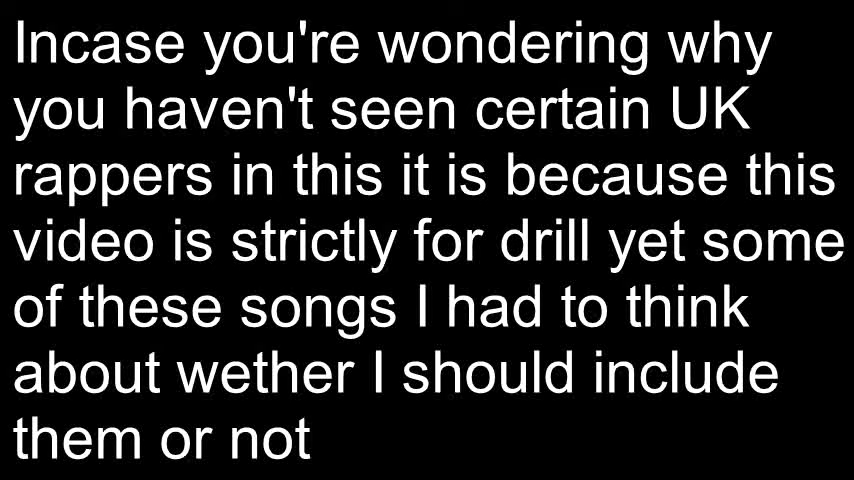 Incase you're wondering why
you haven't seen certain UK
rappers in this it is because this
video is strictly for drill yet some
of these songs I had to think
about wether I should include
them or not